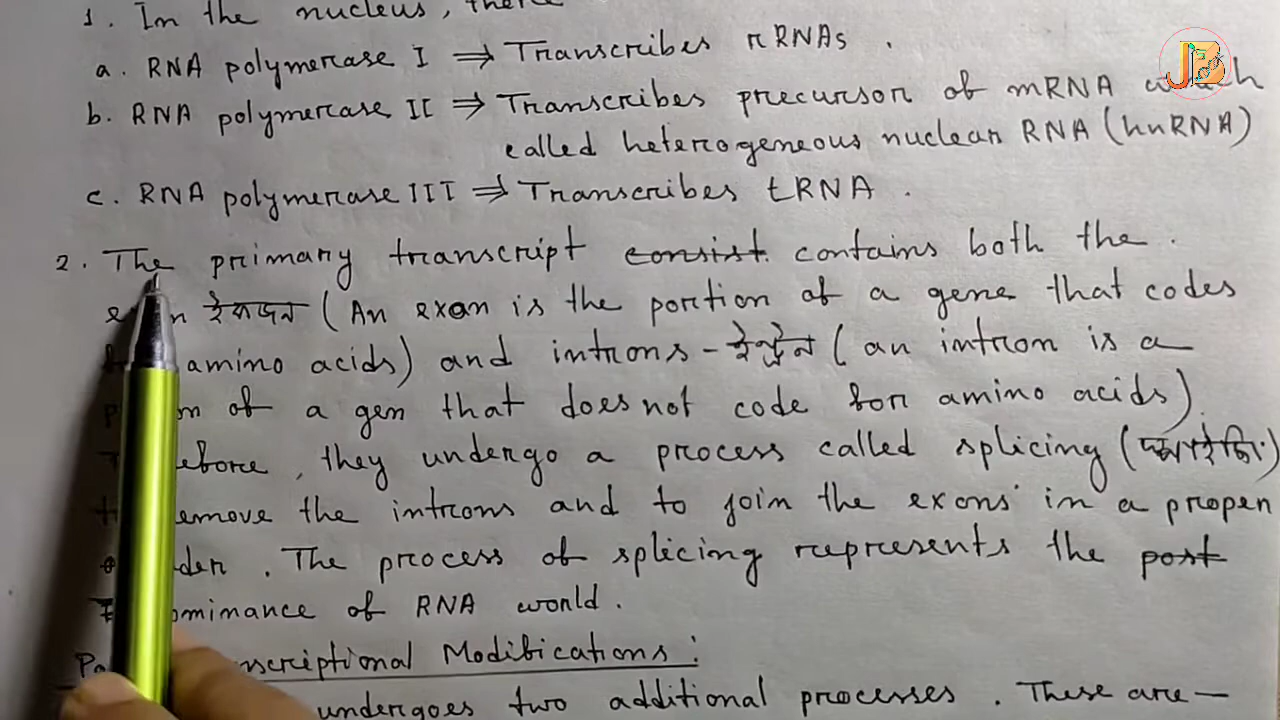 1. In the nucleus, there
a. RNA polymerase I ⇒ Transcribes rRNAs.
b. RNA polymerase II ⇒ Transcribes precursor of mRNA which
called heterogeneous nuclear RNA (hnRNA)
c. RNA polymerase III ⇒ Transcribes tRNA.
2. The primary transcript consist. contains both the
(An exon is the portion of a gene that codes
amino acids) and introns - (an intron is a
of a gen that does not code for amino acids).
they undergo a process called splicing
the introns and to join the exons in a proper
. The process of splicing represents the post
of RNA world.
Modifications:
undergoes two additional processes. These are—
JB